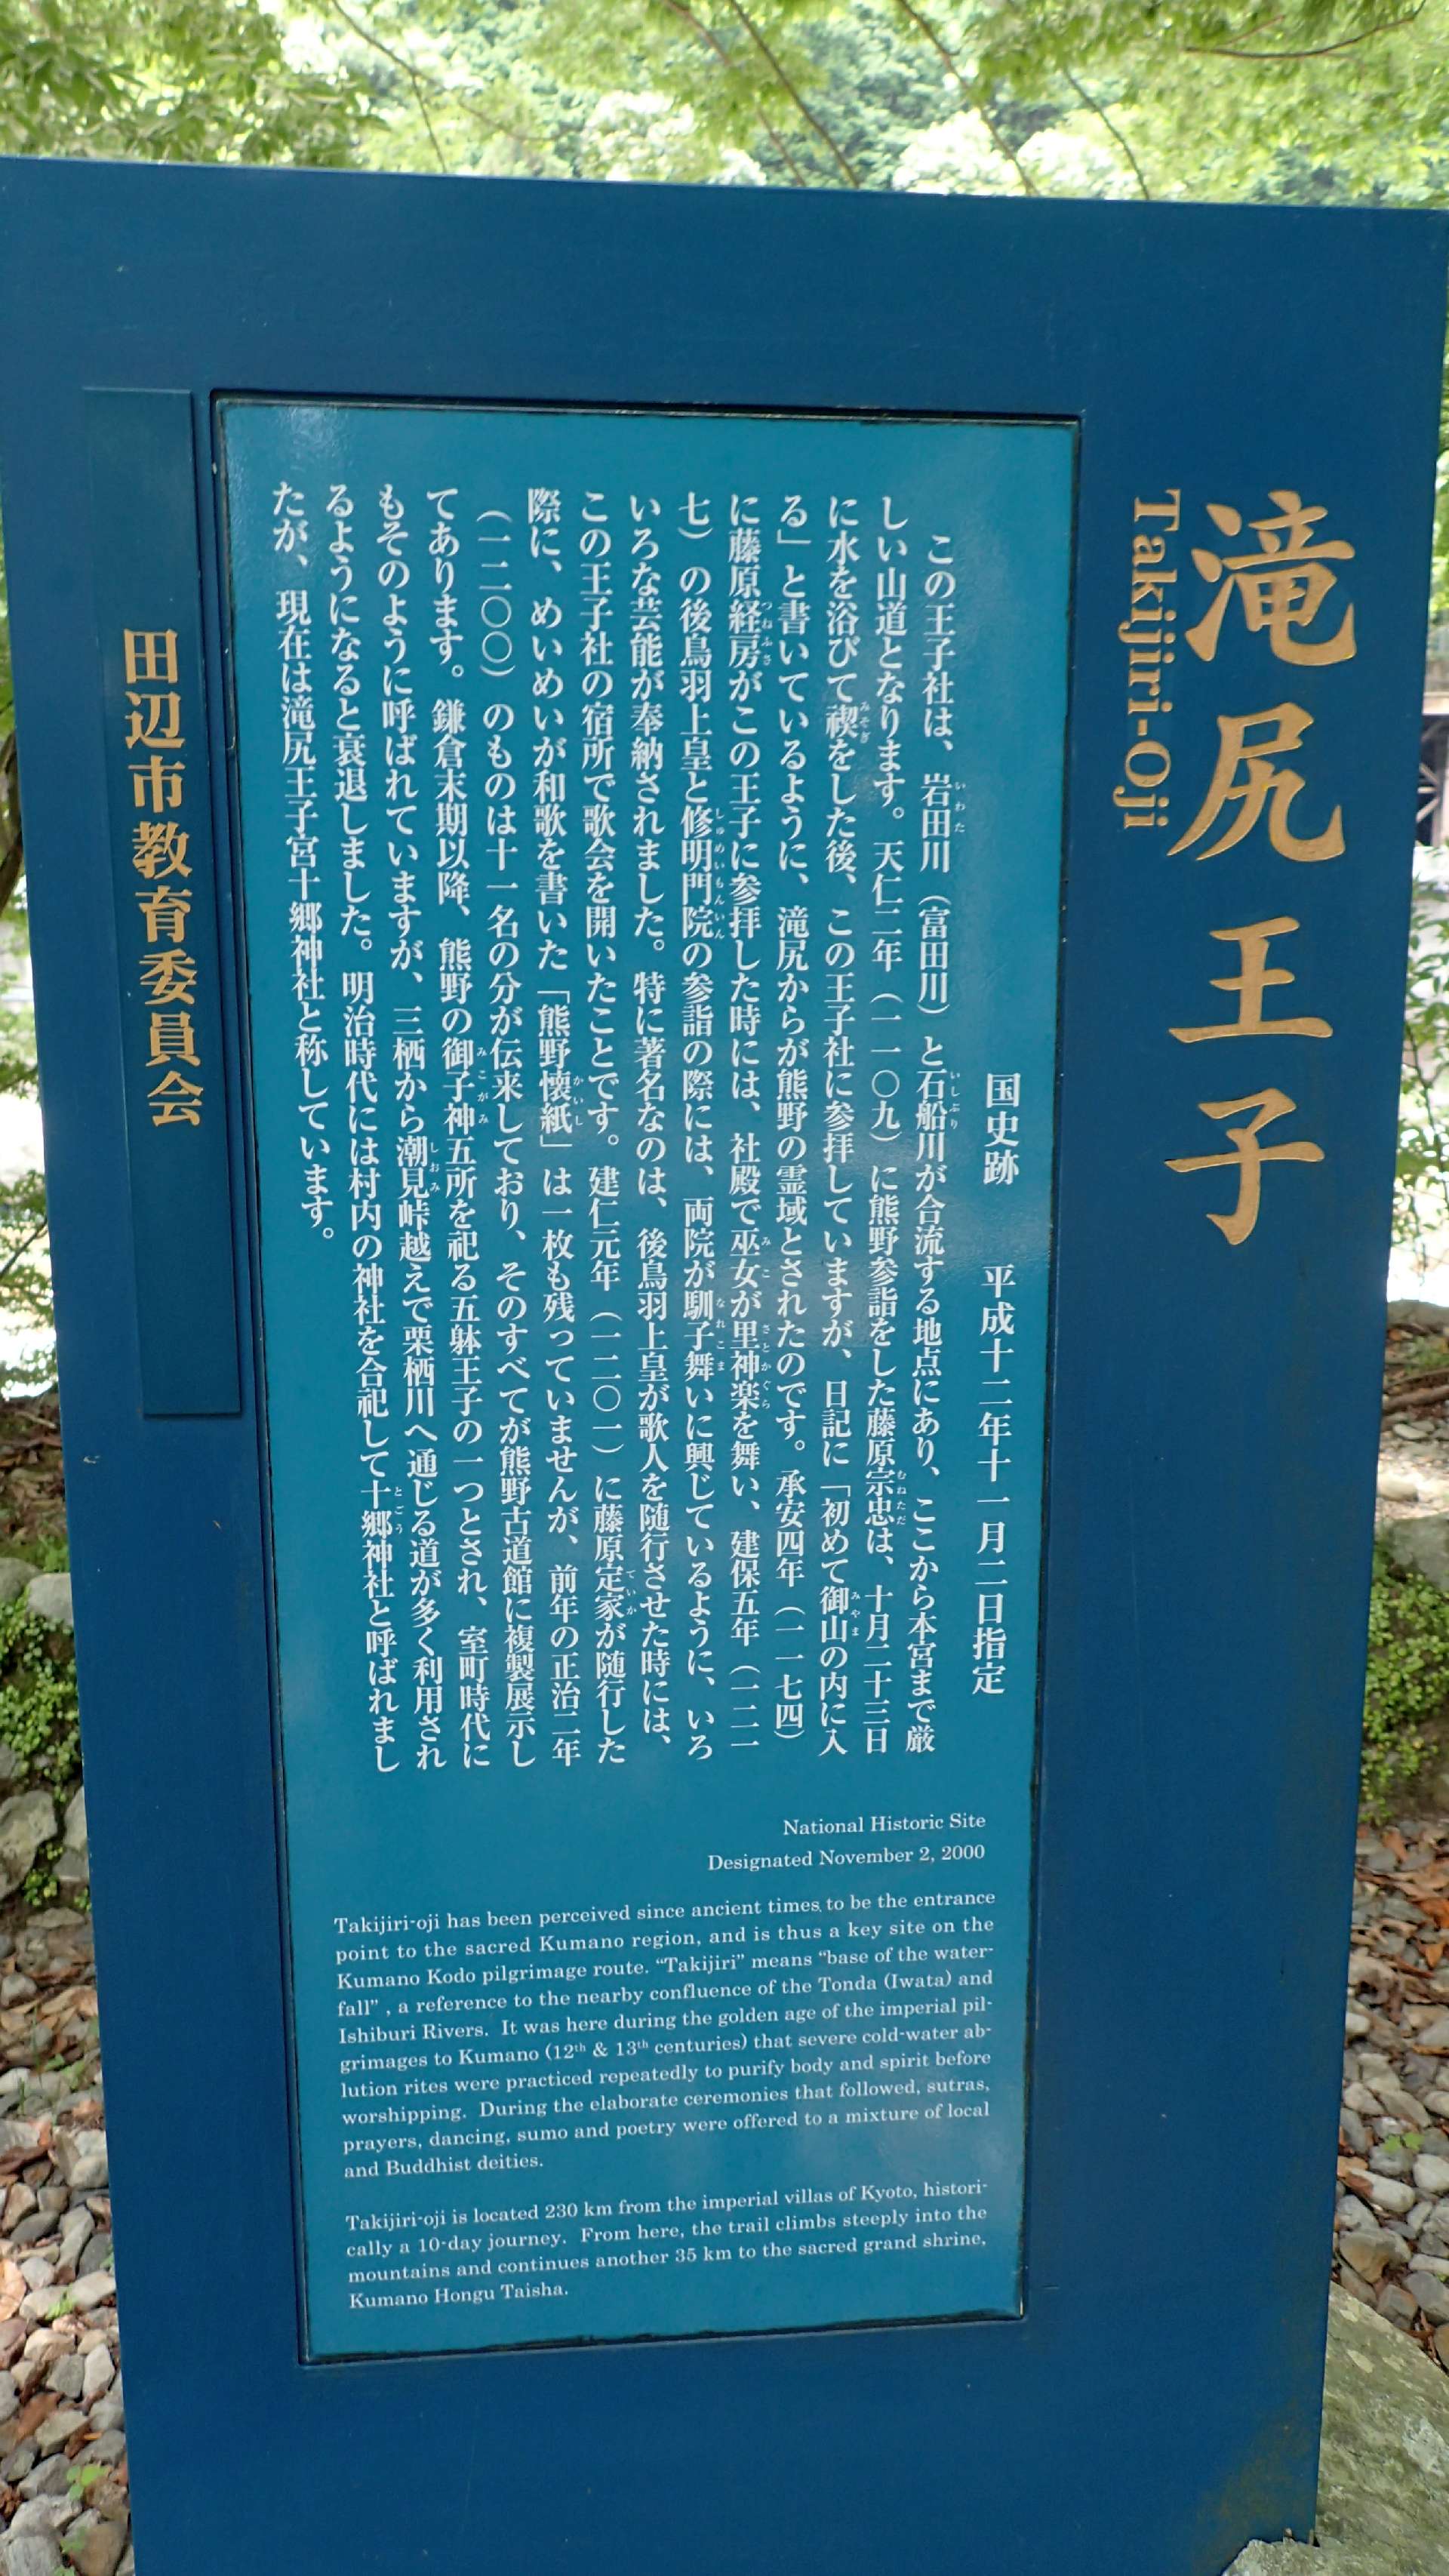 滝尻王子
Takijiri-Oji
国史跡　平成十二年十一月二日指定
この王子社は、岩田川（富田川）と石船川が合流する地点にあり、ここから本宮まで厳
しい山道となります。天仁二年（一一〇九）に熊野参詣をした藤原宗忠は、十月二十三日
に水を浴びて禊をした後、この王子社に参拝していますが、日記に「初めて御山の内に入
る」と書いているように、滝尻からが熊野の霊域とされたのです。承安四年（一一七四）
に藤原経房がこの王子に参拝した時には、社殿で巫女が里神楽を舞い、建保五年（一二一
七）の後鳥羽上皇と修明門院の参詣の際には、両院が馴子舞いに興じているように、いろ
いろな芸能が奉納されました。特に著名なのは、後鳥羽上皇が歌人を随行させた時には、
この王子社の宿所で歌会を開いたことです。建仁元年（一二〇一）に藤原定家が随行した
際に、めいめいが和歌を書いた「熊野懐紙」は一枚も残っていませんが、前年の正治二年
（一二〇〇）のものは十一名の分が伝来しており、そのすべてが熊野古道館に複製展示し
てあります。鎌倉末期以降、熊野の御子神五所を祀る五躰王子の一つとされ、室町時代に
もそのように呼ばれていますが、三栖から潮見峠越えで栗栖川へ通じる道が多く利用され
るようになると衰退しました。明治時代には村内の神社を合祀して十郷神社と呼ばれまし
たが、現在は滝尻王子宮十郷神社と称しています。
田辺市教育委員会
National Historic Site
Designated November 2, 2000
Takijiri-oji has been perceived since ancient times to be the entrance
point to the sacred Kumano region, and is thus a key site on the
Kumano Kodo pilgrimage route. “Takijiri” means “base of the water-
fall” , a reference to the nearby confluence of the Tonda (Iwata) and
Ishiburi Rivers. It was here during the golden age of the imperial pil-
grimages to Kumano (12th & 13th centuries) that severe cold-water ab-
lution rites were practiced repeatedly to purify body and spirit before
worshipping. During the elaborate ceremonies that followed, sutras,
prayers, dancing, sumo and poetry were offered to a mixture of local
and Buddhist deities.
Takijiri-oji is located 230 km from the imperial villas of Kyoto, histori-
cally a 10-day journey. From here, the trail climbs steeply into the
mountains and continues another 35 km to the sacred grand shrine,
Kumano Hongu Taisha.